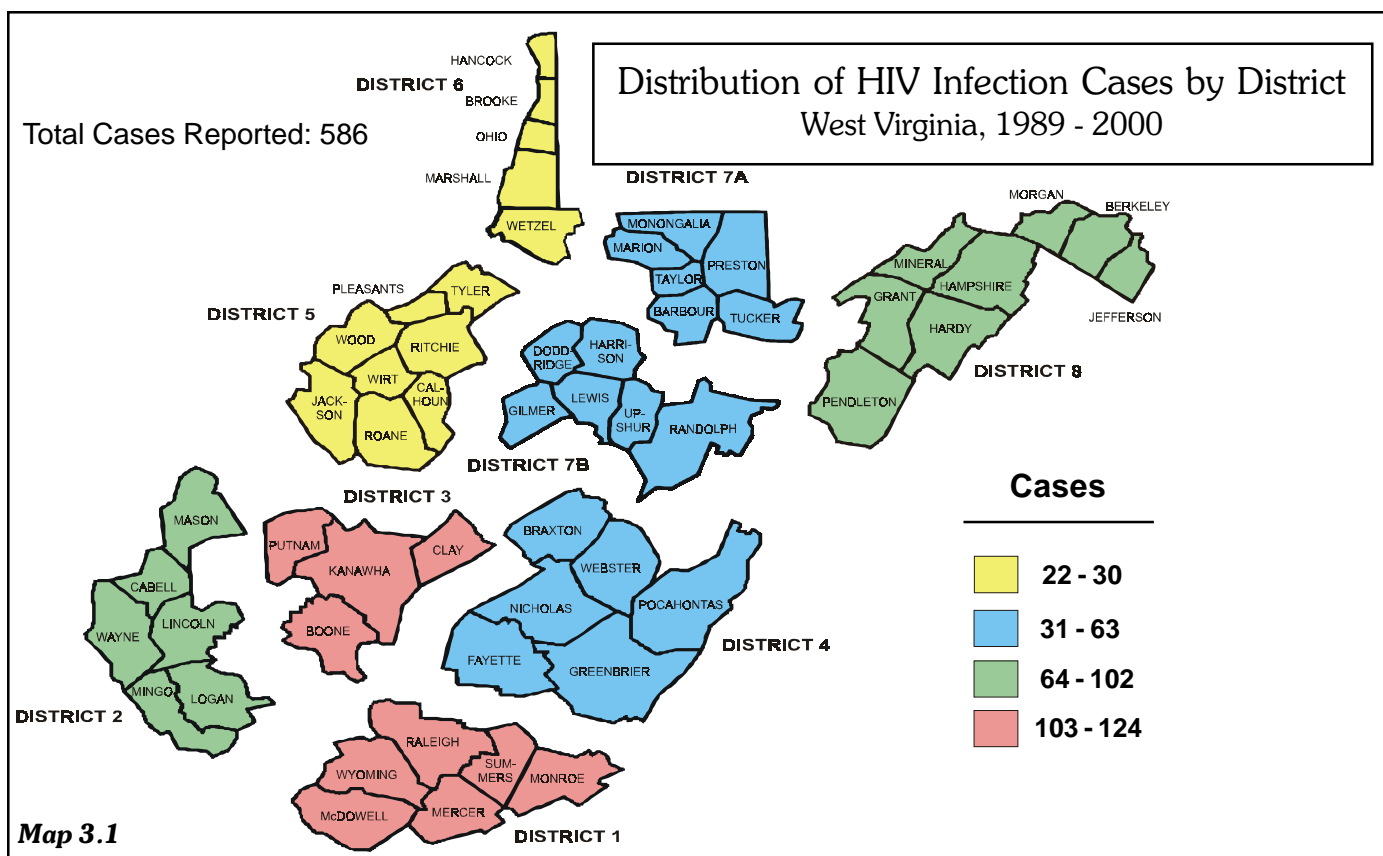 Distribution of HIV Infection Cases by District
West Virginia, 1989 - 2000
Total Cases Reported: 586
DISTRICT 6
HANCOCK
BROOKE
OHIO
MARSHALL
WETZEL
DISTRICT 7A
MONONGALIA
MARION
PRESTON
TAYLOR
BARBOUR
TUCKER
MORGAN
BERKELEY
MINERAL
HAMPSHIRE
GRANT
JEFFERSON
HARDY
DISTRICT 8
PENDLETON
DISTRICT 5
PLEASANTS
TYLER
WOOD
RITCHIE
WIRT
CAL-
HOUN
JACK-
SON
ROANE
DODD-
RIDGE
HARRI-
SON
GILMER
LEWIS
UP-
SHUR
RANDOLPH
DISTRICT 7B
DISTRICT 3
PUTNAM
KANAWHA
CLAY
BOONE
MASON
CABELL
WAYNE
LINCOLN
MINGO
LOGAN
DISTRICT 2
BRAXTON
WEBSTER
NICHOLAS
POCAHONTAS
FAYETTE
GREENBRIER
DISTRICT 4
RALEIGH
WYOMING
SUM-
MERS
MONROE
McDOWELL
MERCER
DISTRICT 1
Cases
22 - 30
31 - 63
64 - 102
103 - 124
Map 3.1